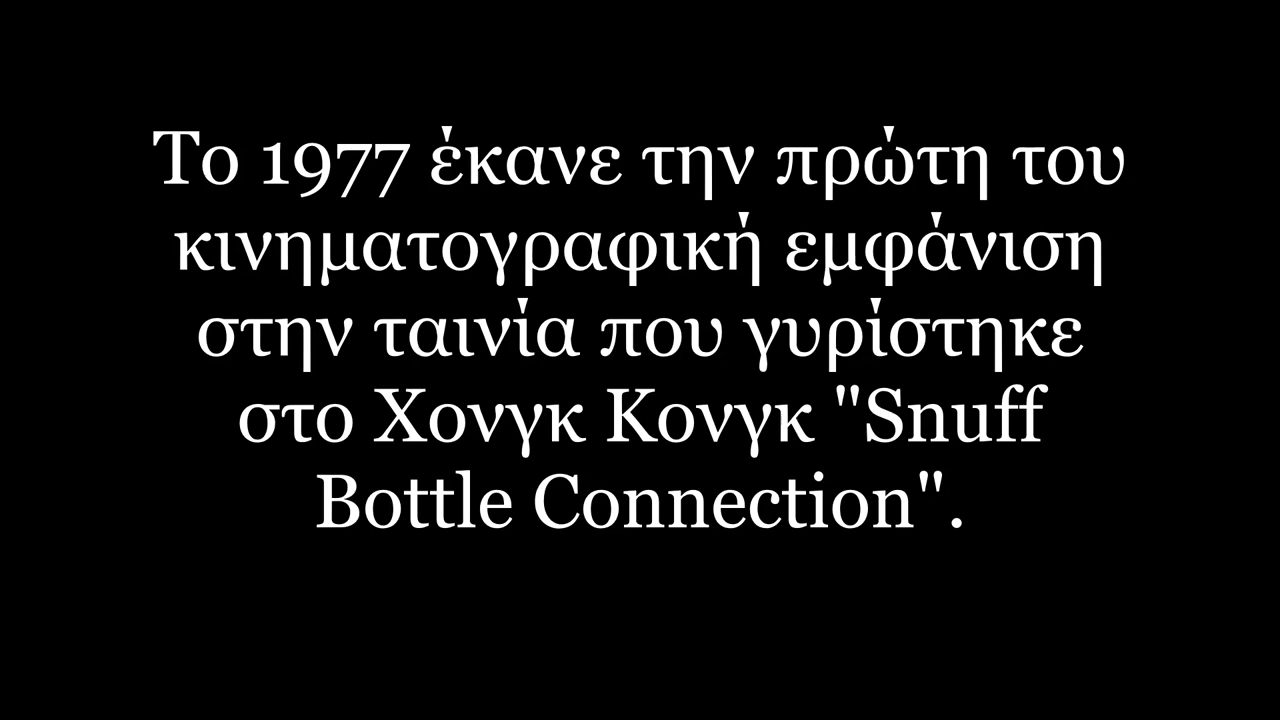 Το 1977 έκανε την πρώτη του
κινηματογραφική εμφάνιση
στην ταινία που γυρίστηκε
στο Χονγκ Κονγκ "Snuff
Bottle Connection".